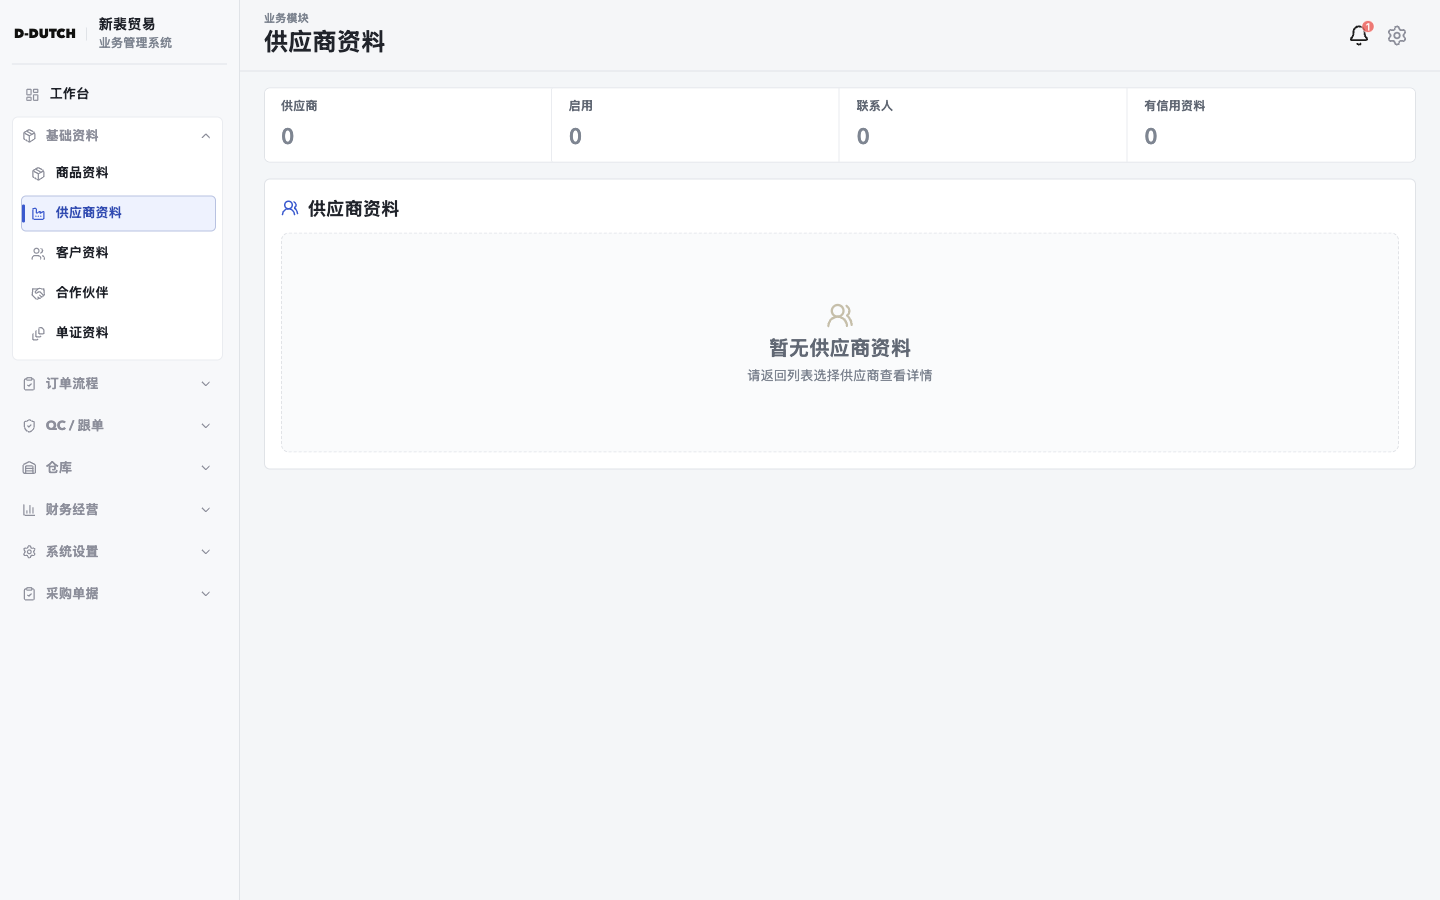 D-DUTCH
新裴贸易
业务管理系统
工作台
基础资料
商品资料
供应商资料
客户资料
合作伙伴
单证资料
订单流程
QC / 跟单
仓库
财务经营
系统设置
采购单据
业务模块
供应商资料
1
供应商
0
启用
0
联系人
0
有信用资料
0
供应商资料
暂无供应商资料
请返回列表选择供应商查看详情